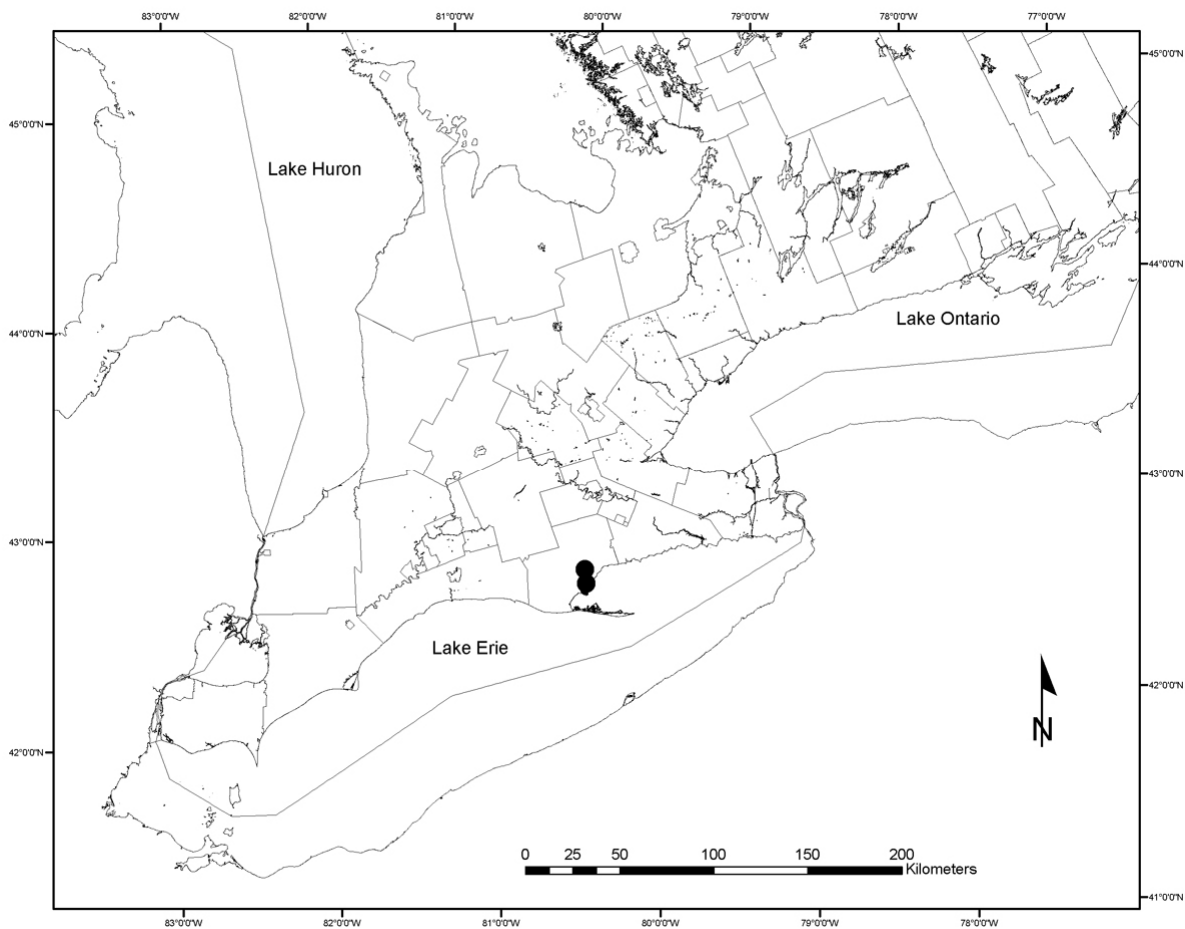 83°0'0"W 82°0'0"W 81°0'0"W 80°0'0"W 79°0'0"W 78°0'0"W 77°0'0"W
45°0'0"N
45°0'0"N
Lake Huron
44°0'0"N
Lake Ontario
44°0'0"N
43°0'0"N
43°0'0"N
Lake Erie
42°0'0"N
N
42°0'0"N
0 25 50 100 150 200
Kilometers
41°0'0"N
83°0'0"W 82°0'0"W 81°0'0"W 80°0'0"W 79°0'0"W 78°0'0"W